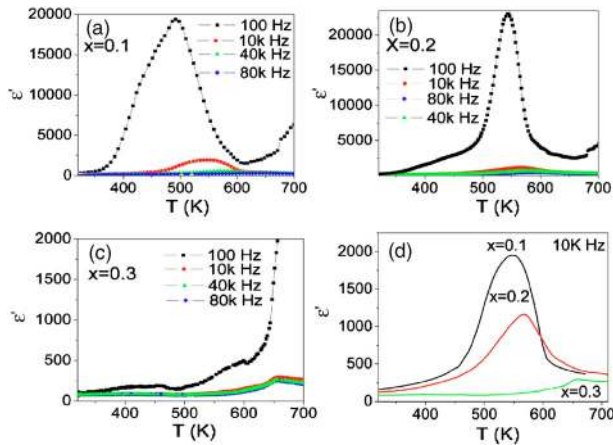 (a)
x=0.1
100 Hz
10k Hz
40k Hz
80k Hz
20000
15000
10000
5000
0
ε'
400 500 600 700
T (K)
(b)
X=0.2
100 Hz
10k Hz
80k Hz
40k Hz
20000
15000
10000
5000
0
ε'
400 500 600 700
T (K)
(c)
x=0.3
100 Hz
10k Hz
40k Hz
80k Hz
2000
1500
1000
500
0
ε'
400 500 600 700
T (K)
(d)
10K Hz
x=0.1
x=0.2
x=0.3
2000
1500
1000
500
0
ε'
400 500 600 700
T (K)